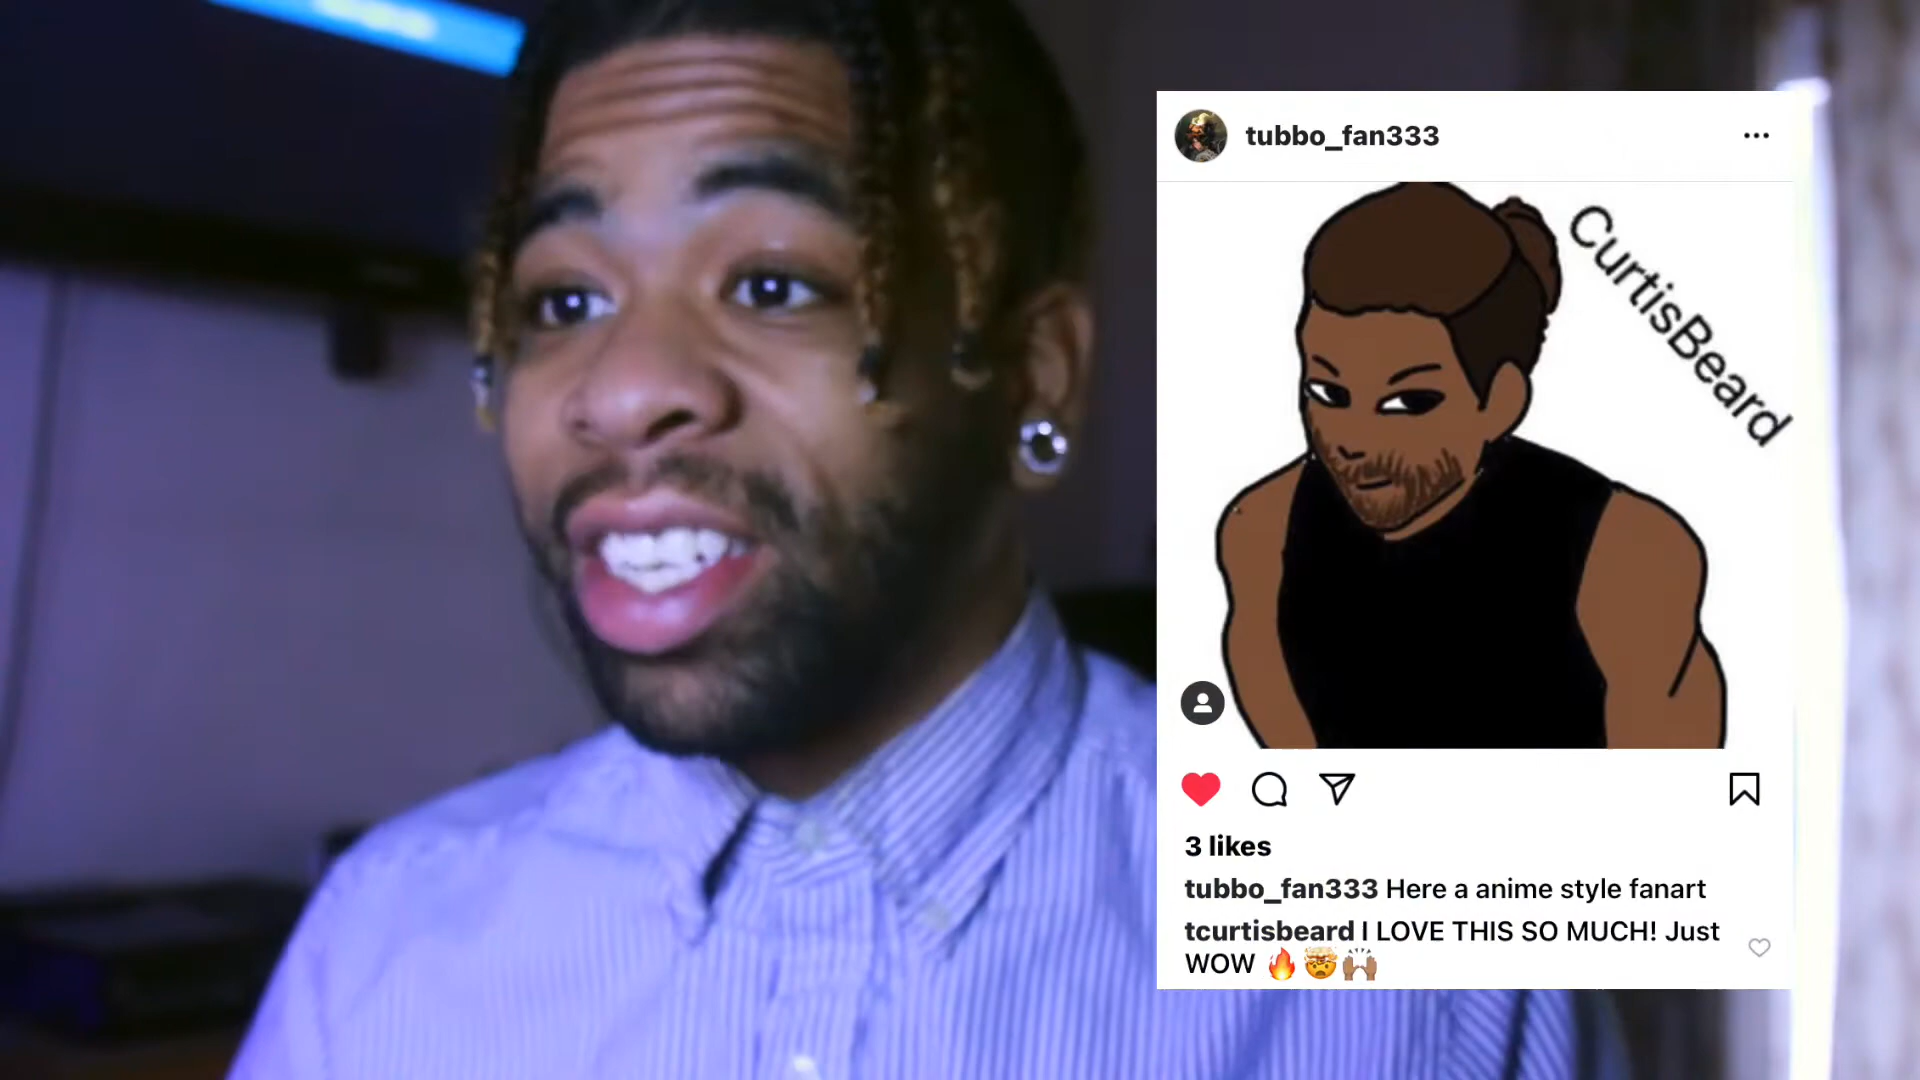 tubbo_fan333
CurtisBeard
3 likes
tubbo_fan333 Here a anime style fanart
tcurtisbeard I LOVE THIS SO MUCH! Just
WOW 🔥🤯🙌🏽